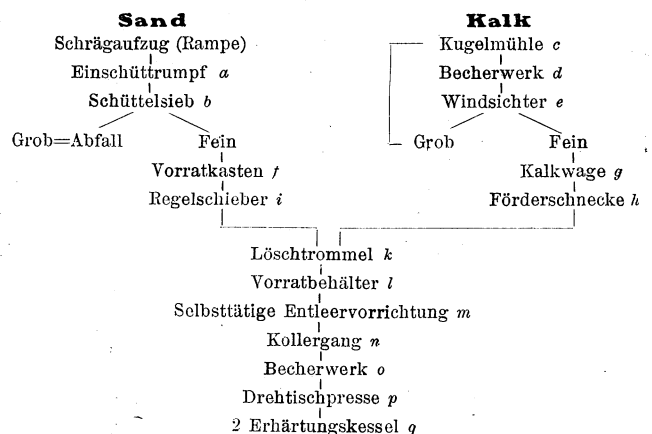 Sand Kalk
Schrägaufzug (Rampe) Kugelmühle c
Einschüttrumpf a Becherwerk d
Schüttelsieb b Windsichter e
Grob=Abfall Fein Grob Fein
Vorratkasten f Kalkwage g
Regelschieber i Förderschnecke h
Löschtrommel k
Vorratbehälter l
Selbsttätige Entleervorrichtung m
Kollergang n
Becherwerk o
Drehtischpresse p
2 Erhärtungskessel q